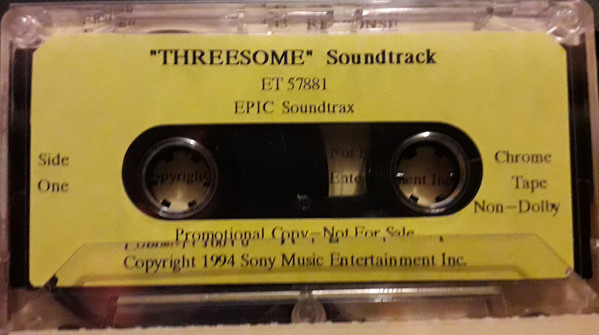 "THREESOME" Soundtrack
ET 57881
EPIC Soundtrax
Side
One
Chrome
Tape
Non-Dolby
Promotional Copy-Not For Sale
Copyright 1994 Sony Music Entertainment Inc.